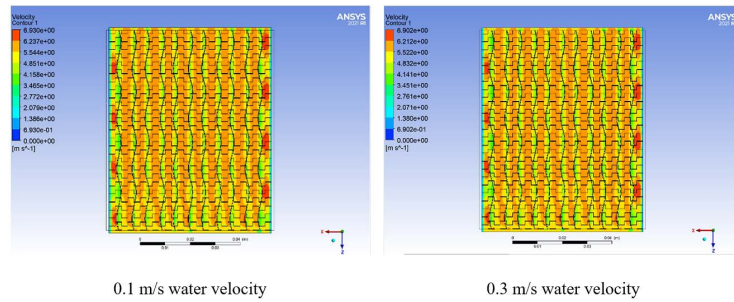 Velocity
Contour 1
6.930e+00
6.237e+00
5.544e+00
4.851e+00
4.158e+00
3.465e+00
2.772e+00
2.079e+00
1.386e+00
6.930e-01
0.000e+00
[m s^-1]
ANSYS
2021 R1
0
0.02
0.04 (m)
0.01
0.03
X
Z
Velocity
Contour 1
6.902e+00
6.212e+00
5.522e+00
4.832e+00
4.141e+00
3.451e+00
2.761e+00
2.071e+00
1.380e+00
6.902e-01
0.000e+00
[m s^-1]
ANSYS
0
0.02
0.04 (m)
0.01
0.03
X
Z
0.1 m/s water velocity
0.3 m/s water velocity